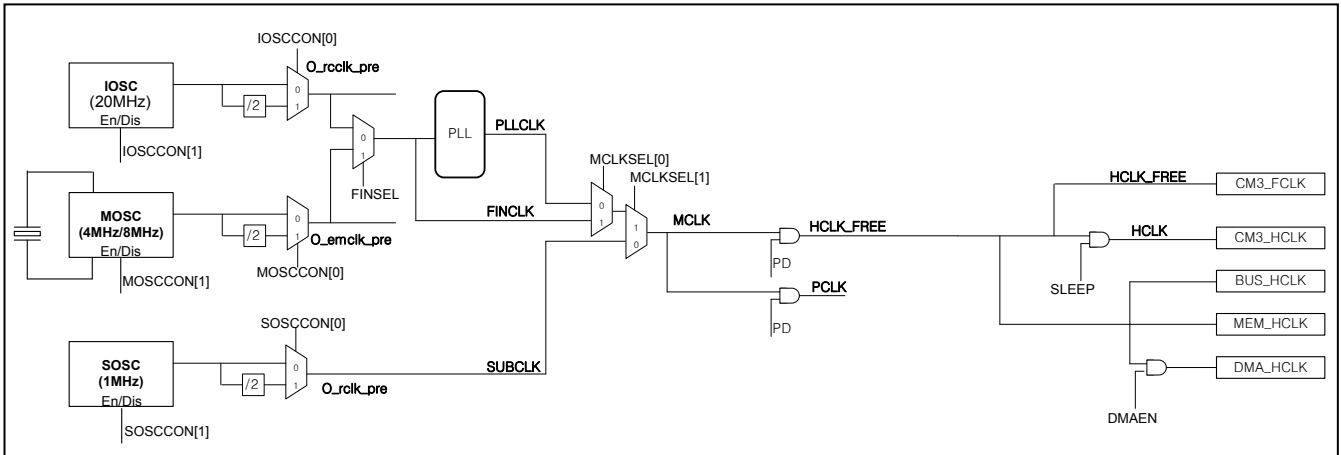 IOSCCON[0]
O_rcclk_pre
IOSC
(20MHz)
En/Dis
0
1
/2
IOSCCON[1]
0
1
FINSEL
PLL
PLLCLK
MCLKSEL[0]
MCLKSEL[1]
FINCLK
0
1
1
0
MCLK
HCLK_FREE
PD
PCLK
PD
HCLK_FREE
CM3_FCLK
HCLK
CM3_HCLK
SLEEP
BUS_HCLK
MEM_HCLK
DMA_HCLK
DMAEN
MOSC
(4MHz/8MHz)
En/Dis
0
1
/2
O_emclk_pre
MOSCCON[1]
MOSCCON[0]
SOSCCON[0]
SOSC
(1MHz)
En/Dis
0
1
/2
SUBCLK
O_rclk_pre
SOSCCON[1]